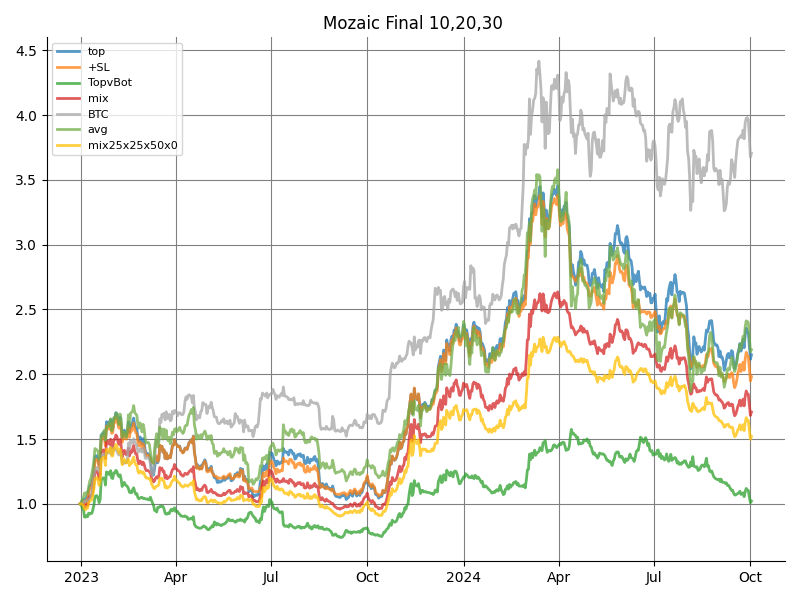 Mozaic Final 10,20,30
4.5
4.0
3.5
3.0
2.5
2.0
1.5
1.0
top
+SL
TopvBot
mix
BTC
avg
mix25x25x50x0
2023 Apr Jul Oct 2024 Apr Jul Oct